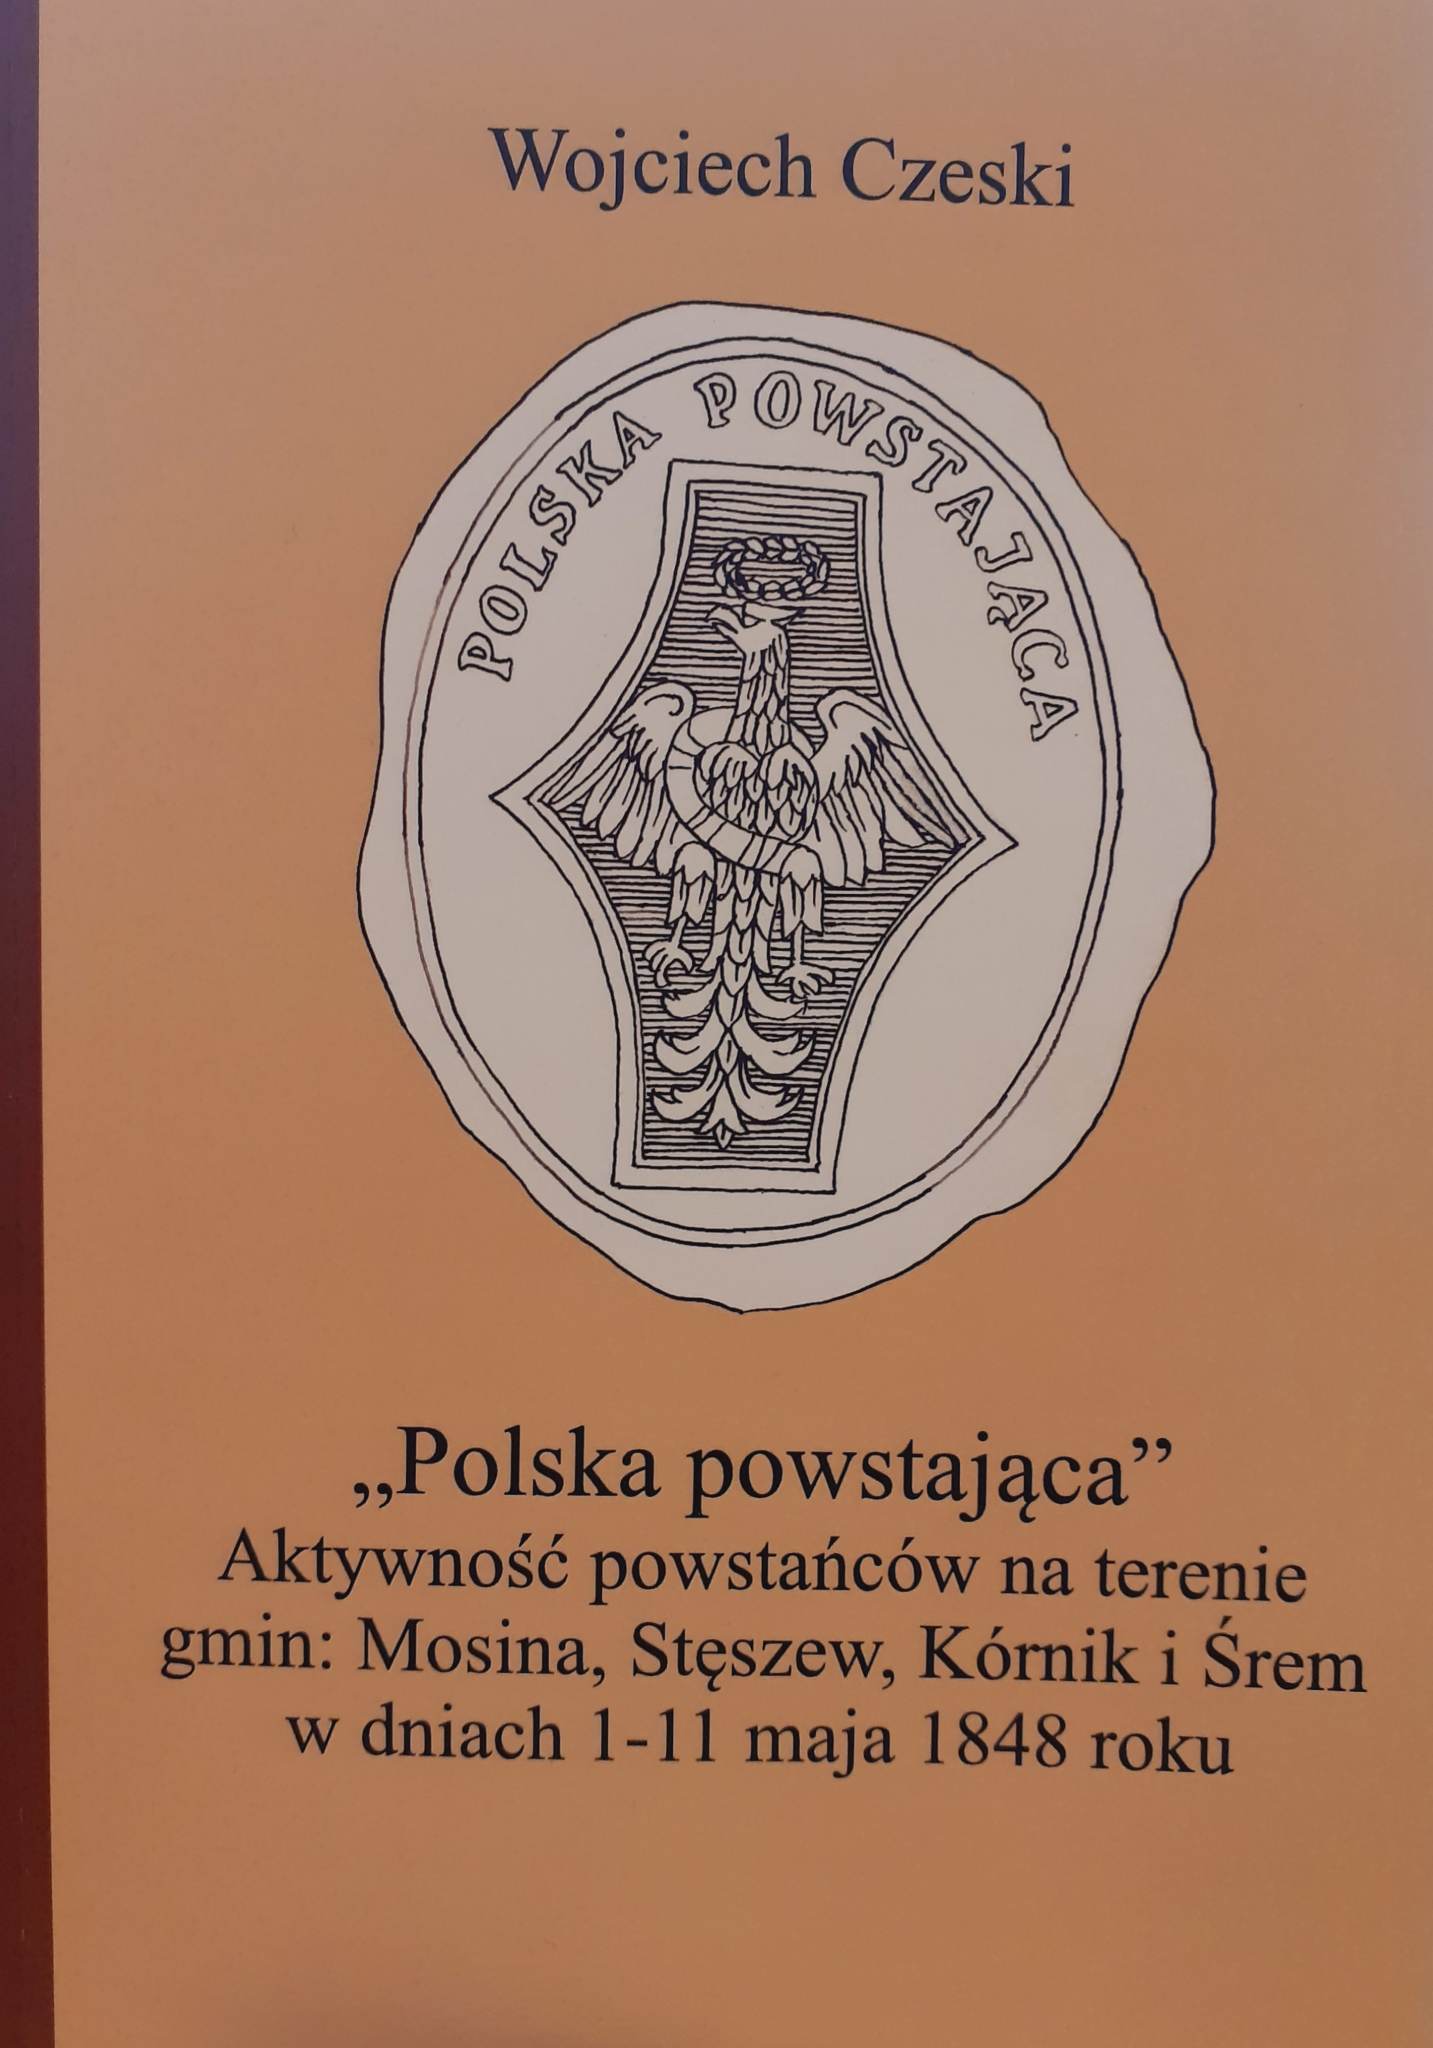 Wojciech Czeski
POLSKA POWSTAJĄCA
„Polska powstająca”
Aktywność powstańców na terenie
gmin: Mosina, Stęszew, Kórnik i Śrem
w dniach 1-11 maja 1848 roku